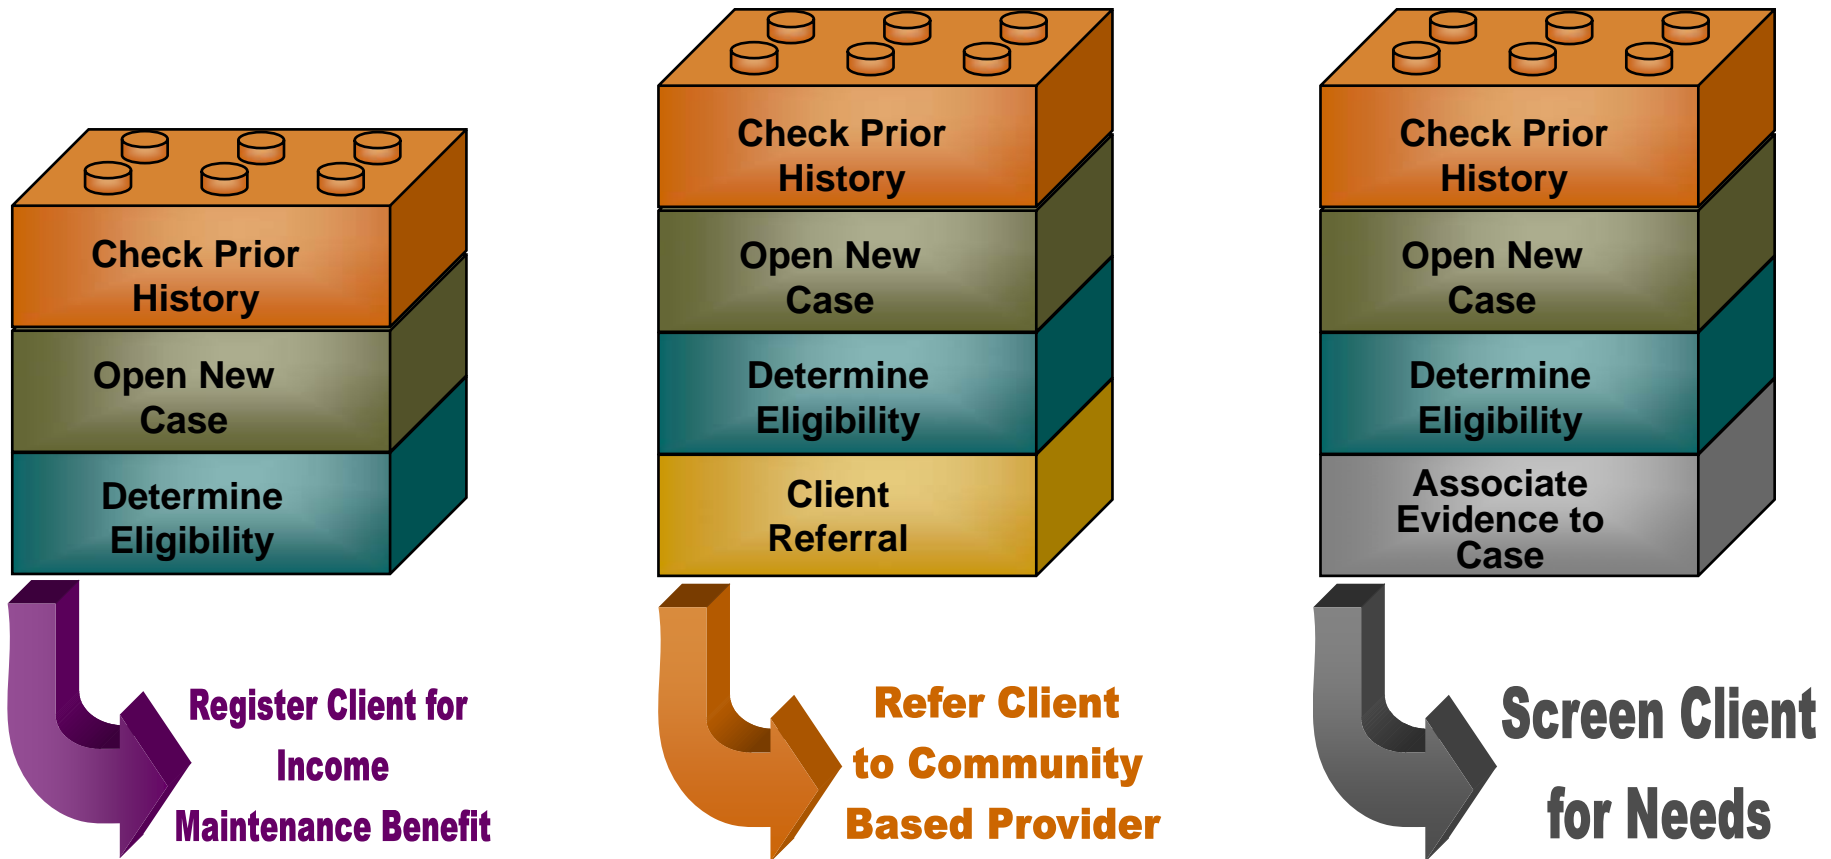 Check Prior
History
Open New
Case
Determine
Eligibility
Register Client for
Income
Maintenance Benefit
Check Prior
History
Open New
Case
Determine
Eligibility
Client
Referral
Refer Client
to Community
Based Provider
Check Prior
History
Open New
Case
Determine
Eligibility
Associate
Evidence to
Case
Screen Client
for Needs